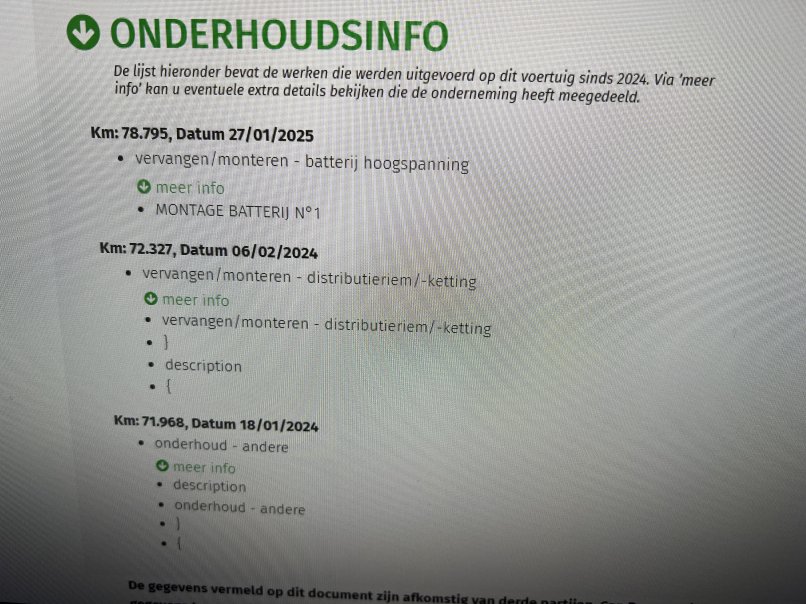 ONDERHOUDSINFO
De lijst hieronder bevat de werken die werden uitgevoerd op dit voertuig sinds 2024. Via 'meer
info' kan u eventuele extra details bekijken die de onderneming heeft meegedeeld.
Km: 78.795, Datum 27/01/2025
• vervangen/monteren - batterij hoogspanning
meer info
• MONTAGE BATTERIJ N°1
Km: 72.327, Datum 06/02/2024
• vervangen/monteren - distributieriem/-ketting
meer info
• vervangen/monteren - distributieriem/-ketting
• }
• description
• {
Km: 71.968, Datum 18/01/2024
• onderhoud - andere
meer info
• description
• onderhoud - andere
• }
• {
De gegevens vermeld op dit document zijn afkomstig van derde partijen.